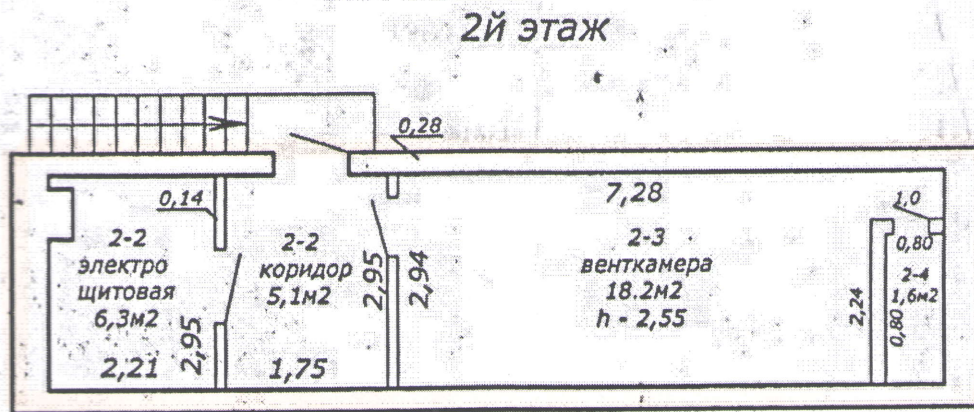 2й этаж
0,28
0,14
7,28
1,0
2-2
электро
щитовая
6,3м2
2,21
2,95
2-2
коридор
5,1м2
1,75
2,95
2,94
2-3
венткамера
18.2м2
h - 2,55
2,24
0,80
2-4
1,6м2
0,80